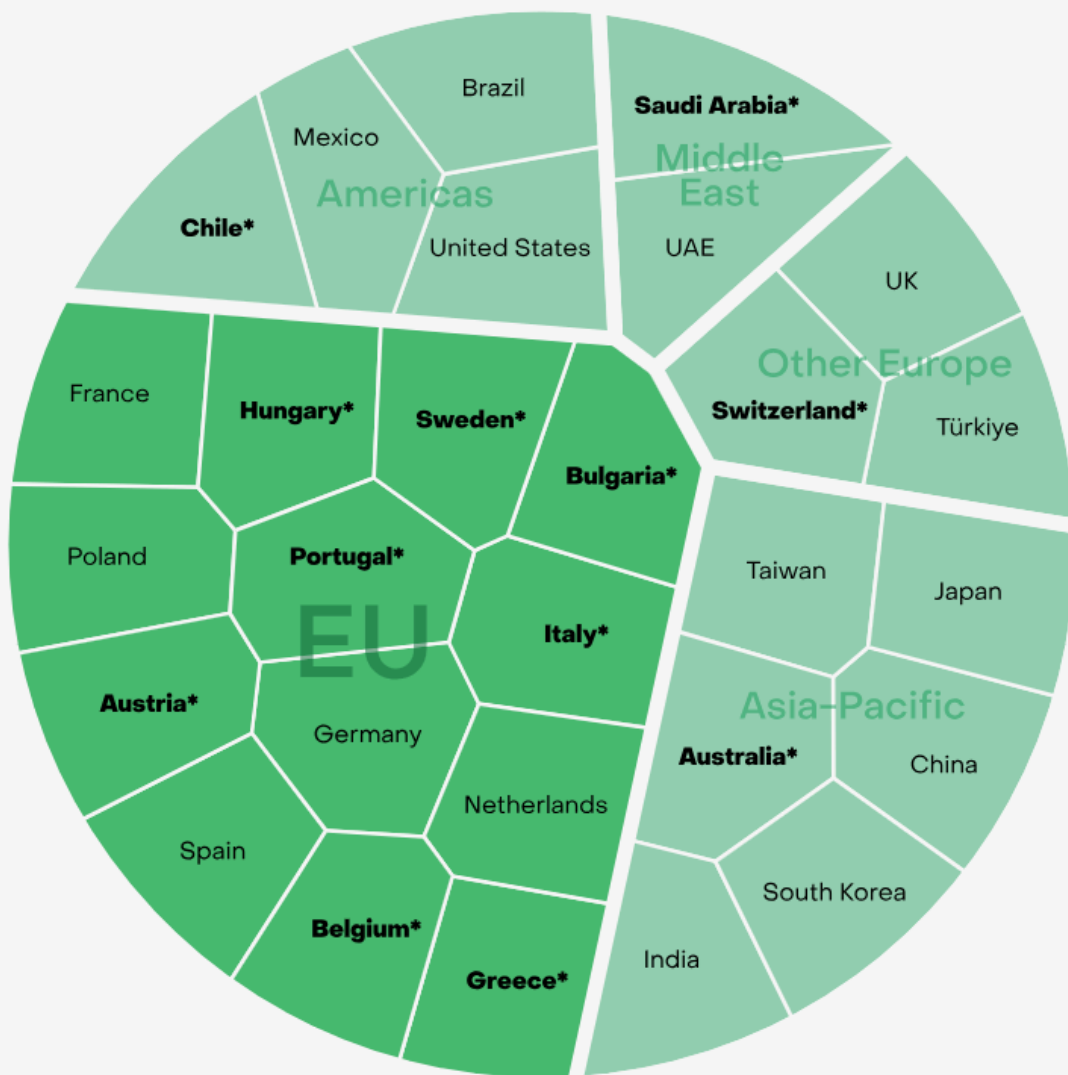 Brazil
Saudi Arabia*
Mexico
Middle
East
Americas
Chile*
United States
UAE
UK
Other Europe
Switzerland*
Türkiye
France
Hungary*
Sweden*
Bulgaria*
Poland
Portugal*
EU
Italy*
Austria*
Germany
Netherlands
Spain
Belgium*
Greece*
Taiwan
Japan
Asia-Pacific
Australia*
China
South Korea
India